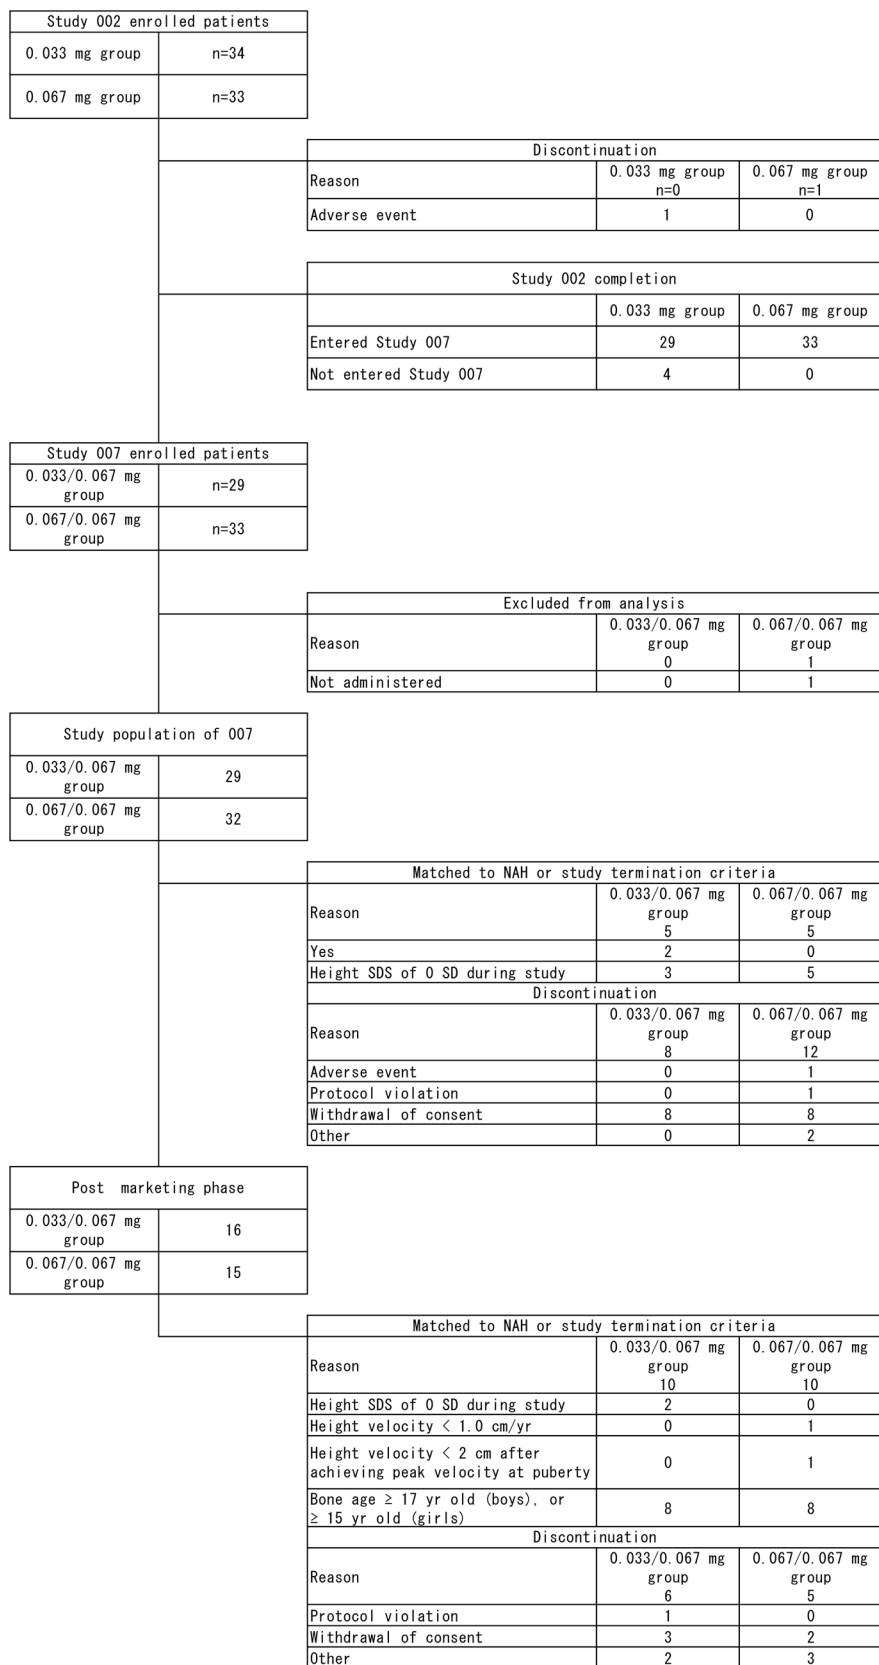 Study 002 enrolled patients
0.033 mg group n=34
0.067 mg group n=33
Discontinuation
Reason 0.033 mg group n=0 0.067 mg group n=1
Adverse event 1 0
Study 002 completion
0.033 mg group 0.067 mg group
Entered Study 007 29 33
Not entered Study 007 4 0
Study 007 enrolled patients
0.033/0.067 mg group n=29
0.067/0.067 mg group n=33
Excluded from analysis
Reason 0.033/0.067 mg group 0 0.067/0.067 mg group 1
Not administered 0 1
Study population of 007
0.033/0.067 mg group 29
0.067/0.067 mg group 32
Matched to NAH or study termination criteria
Reason 0.033/0.067 mg group 5 0.067/0.067 mg group 5
Yes 2 0
Height SDS of 0 SD during study 3 5
Discontinuation
Reason 0.033/0.067 mg group 8 0.067/0.067 mg group 12
Adverse event 0 1
Protocol violation 0 1
Withdrawal of consent 8 8
Other 0 2
Post marketing phase
0.033/0.067 mg group 16
0.067/0.067 mg group 15
Matched to NAH or study termination criteria
Reason 0.033/0.067 mg group 10 0.067/0.067 mg group 10
Height SDS of 0 SD during study 2 0
Height velocity < 1.0 cm/yr 0 1
Height velocity < 2 cm after
achieving peak velocity at puberty 0 1
Bone age ≥ 17 yr old (boys), or
≥ 15 yr old (girls) 8 8
Discontinuation
Reason 0.033/0.067 mg group 6 0.067/0.067 mg group 5
Protocol violation 1 0
Withdrawal of consent 3 2
Other 2 3